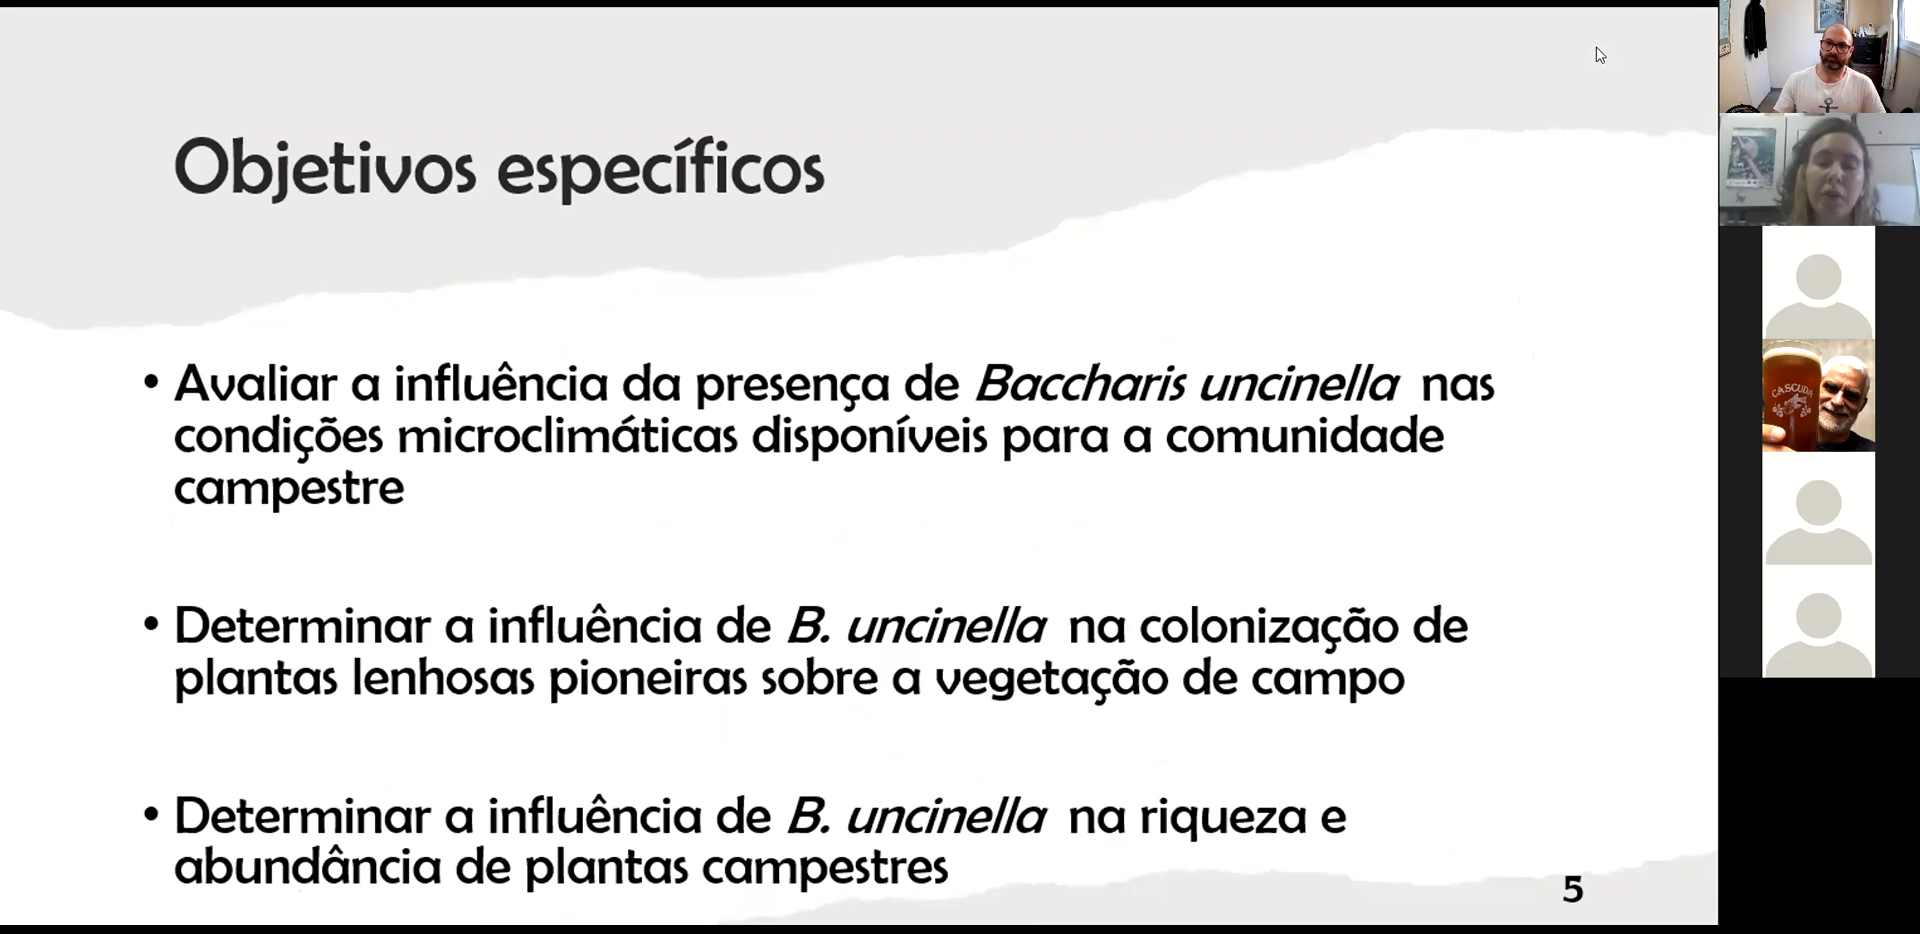 Objetivos específicos
• Avaliar a influência da presença de Baccharis uncinella nas
condições microclimáticas disponíveis para a comunidade
campestre
• Determinar a influência de B. uncinella na colonização de
plantas lenhosas pioneiras sobre a vegetação de campo
• Determinar a influência de B. uncinella na riqueza e
abundância de plantas campestres
5
CASCUDA